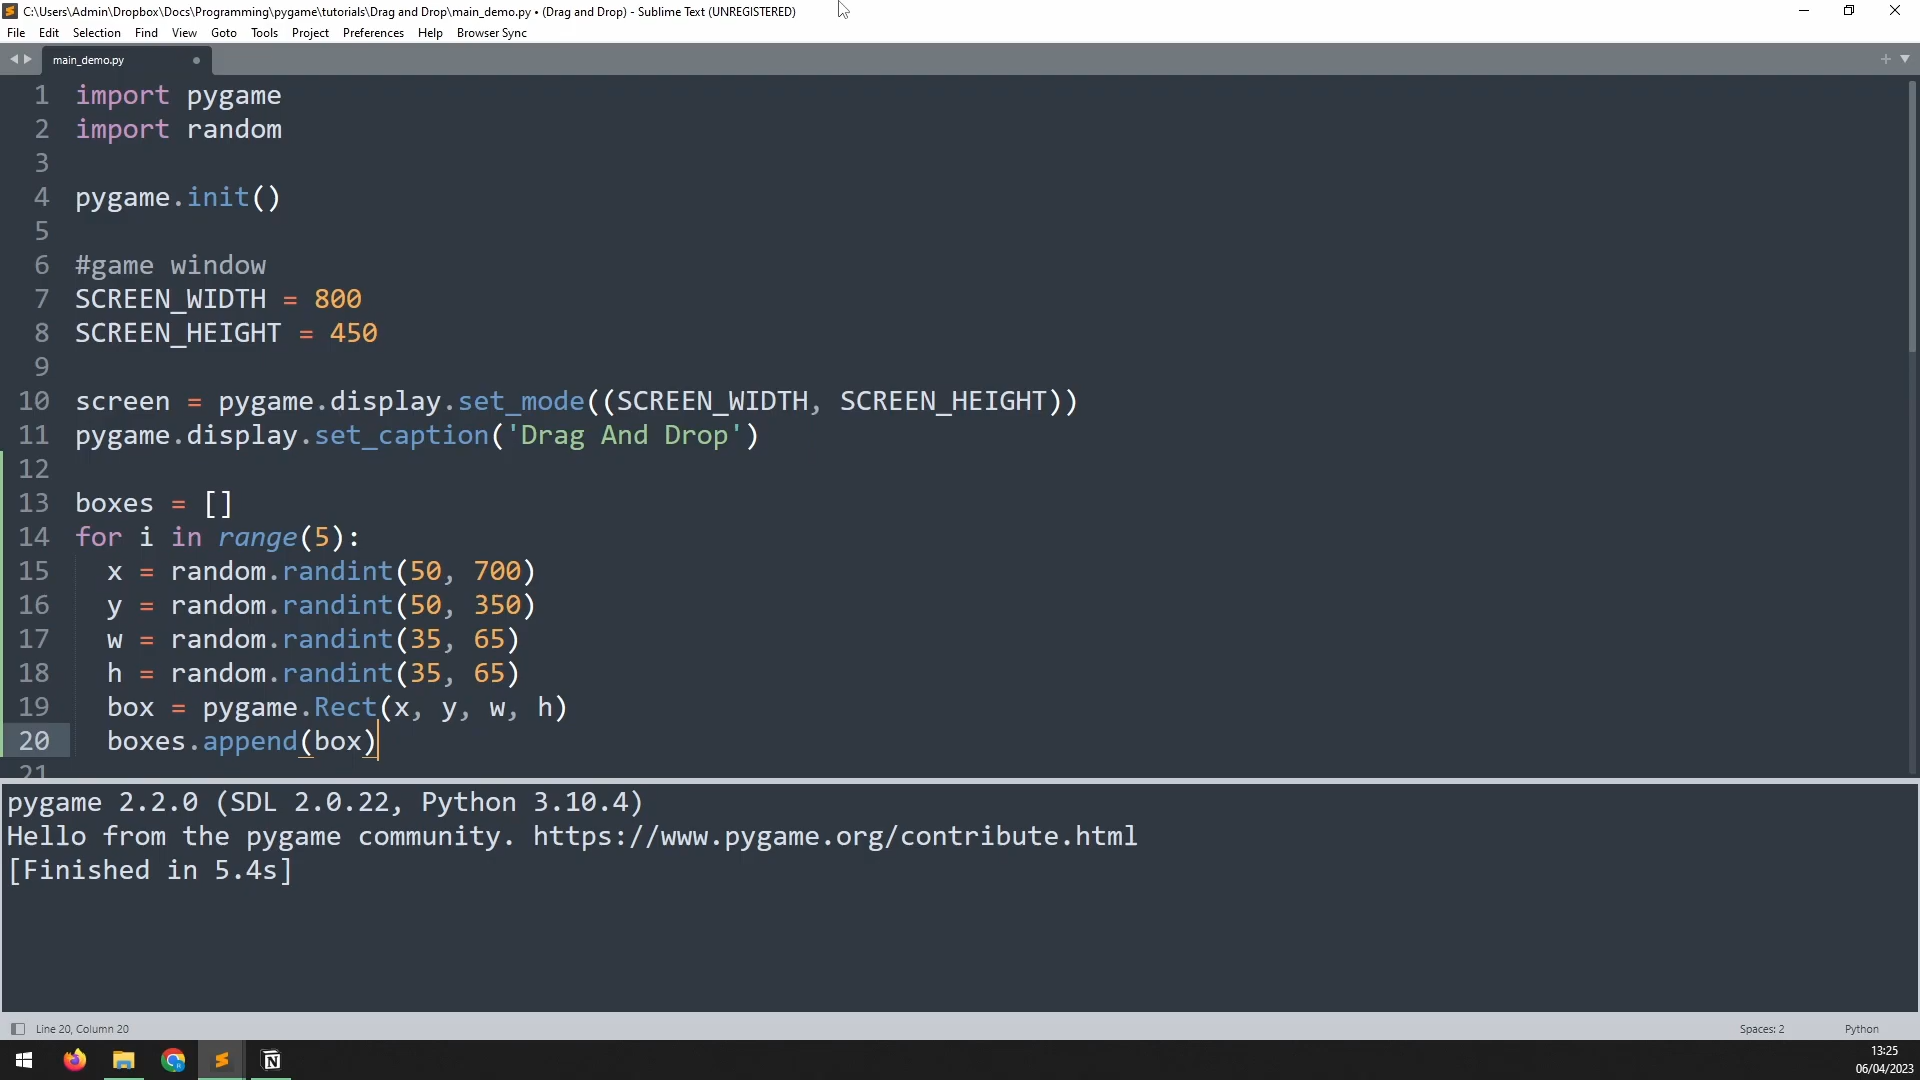 C:\Users\Admin\Dropbox\Docs\Programming\pygame\tutorials\Drag and Drop\main_demo.py • (Drag and Drop) - Sublime Text (UNREGISTERED)
File Edit Selection Find View Goto Tools Project Preferences Help Browser Sync
main_demo.py
1 import pygame
2 import random
3
4 pygame.init()
5
6 #game window
7 SCREEN_WIDTH = 800
8 SCREEN_HEIGHT = 450
9
10 screen = pygame.display.set_mode((SCREEN_WIDTH, SCREEN_HEIGHT))
11 pygame.display.set_caption('Drag And Drop')
12
13 boxes = []
14 for i in range(5):
15   x = random.randint(50, 700)
16   y = random.randint(50, 350)
17   w = random.randint(35, 65)
18   h = random.randint(35, 65)
19   box = pygame.Rect(x, y, w, h)
20   boxes.append(box)
21
pygame 2.2.0 (SDL 2.0.22, Python 3.10.4)
Hello from the pygame community. https://www.pygame.org/contribute.html
[Finished in 5.4s]
Line 20, Column 20 Spaces: 2 Python
13:25
06/04/2023